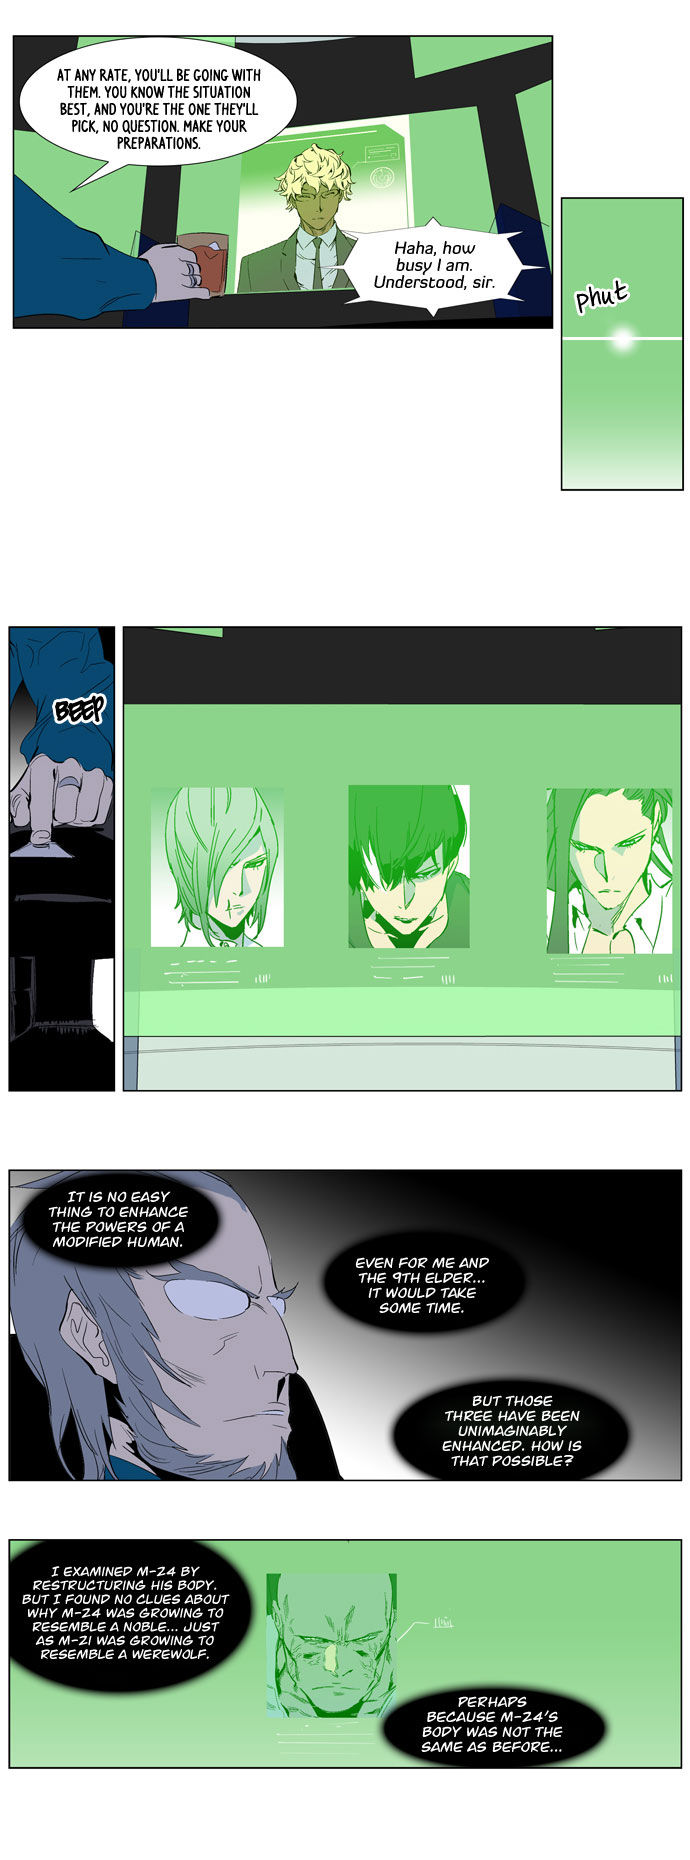 AT ANY RATE, YOU'LL BE GOING WITH
THEM. YOU KNOW THE SITUATION
BEST, AND YOU'RE THE ONE THEY'LL
PICK, NO QUESTION. MAKE YOUR
PREPARATIONS.
Haha, how
busy I am.
Understood, sir.
phut
BEEP
IT IS NO EASY
THING TO ENHANCE
THE POWERS OF A
MODIFIED HUMAN.
EVEN FOR ME AND
THE 9TH ELDER...
IT WOULD TAKE
SOME TIME.
BUT THOSE
THREE HAVE BEEN
UNIMAGINABLY
ENHANCED. HOW IS
THAT POSSIBLE?
I EXAMINED M-24 BY
RESTRUCTURING HIS BODY.
BUT I FOUND NO CLUES ABOUT
WHY M-24 WAS GROWING TO
RESEMBLE A NOBLE... JUST
AS M-21 WAS GROWING TO
RESEMBLE A WEREWOLF.
PERHAPS
BECAUSE M-24'S
BODY WAS NOT THE
SAME AS BEFORE...